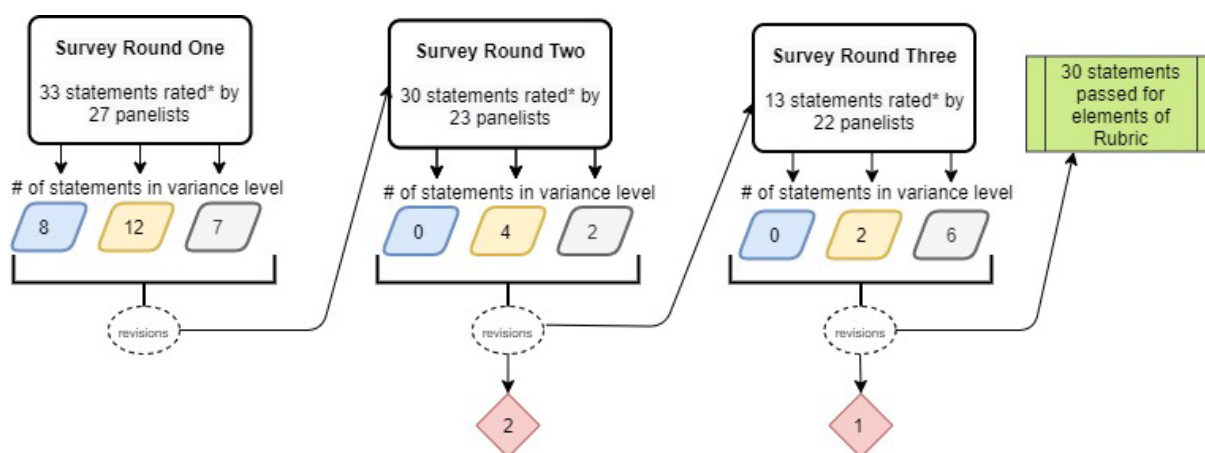 Survey Round One
33 statements rated* by
27 panelists
# of statements in variance level
8
12
7
revisions
Survey Round Two
30 statements rated* by
23 panelists
# of statements in variance level
0
4
2
revisions
2
Survey Round Three
13 statements rated* by
22 panelists
# of statements in variance level
0
2
6
revisions
1
30 statements
passed for
elements of
Rubric